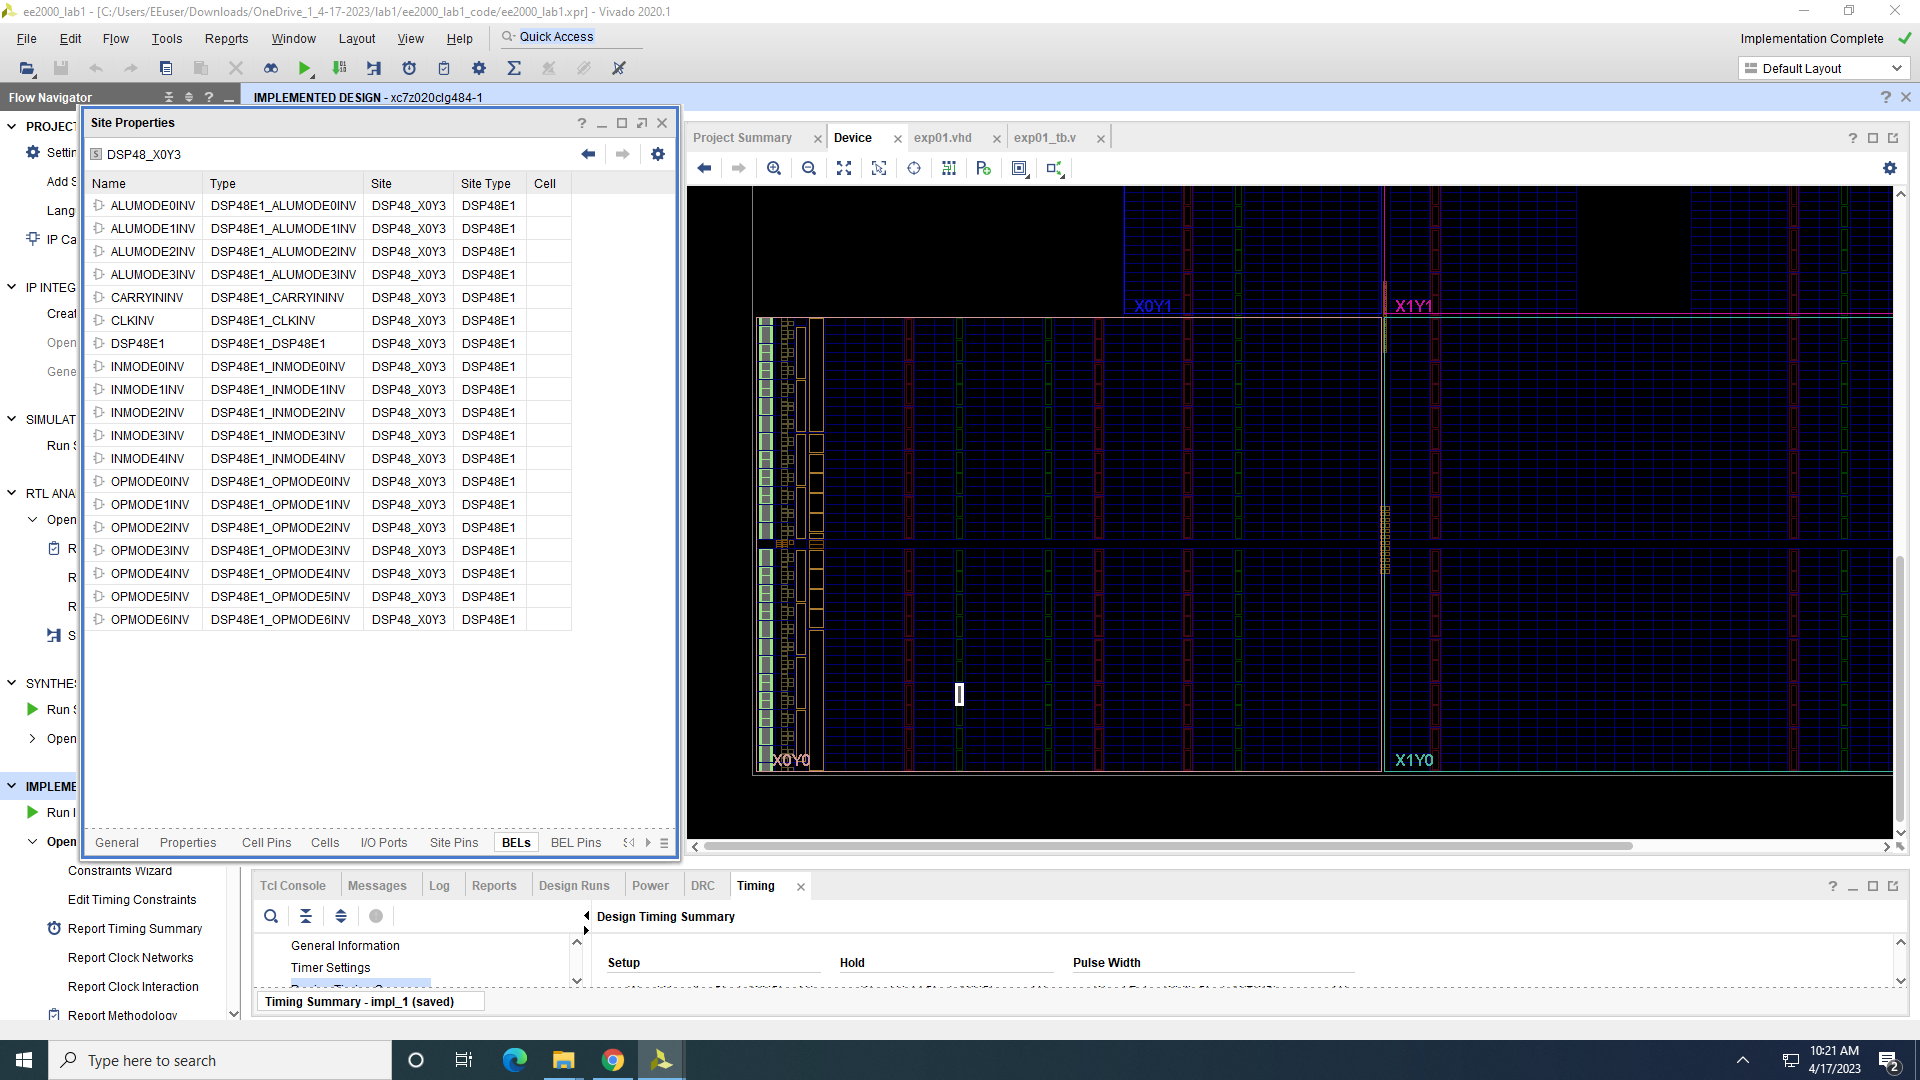 ee2000_lab1 - [C:/Users/EEuser/Downloads/OneDrive_1_4-17-2023/lab1/ee2000_lab1_code/ee2000_lab1.xpr] - Vivado 2020.1
File Edit Flow Tools Reports Window Layout View Help Quick Access
Implementation Complete
Default Layout
Flow Navigator
IMPLEMENTED DESIGN - xc7z020clg484-1
PROJECT
Settin
Add S
Lang
IP Ca
IP INTEG
Creat
Open
Gene
SIMULAT
Run S
RTL ANA
Open
R
R
R
S
SYNTHES
Run S
Open
IMPLEME
Run I
Open
Constraints Wizard
Edit Timing Constraints
Report Timing Summary
Report Clock Networks
Report Clock Interaction
Report Methodology
Site Properties
DSP48_X0Y3
Name Type Site Site Type Cell
ALUMODE0INV DSP48E1_ALUMODE0INV DSP48_X0Y3 DSP48E1
ALUMODE1INV DSP48E1_ALUMODE1INV DSP48_X0Y3 DSP48E1
ALUMODE2INV DSP48E1_ALUMODE2INV DSP48_X0Y3 DSP48E1
ALUMODE3INV DSP48E1_ALUMODE3INV DSP48_X0Y3 DSP48E1
CARRYININV DSP48E1_CARRYININV DSP48_X0Y3 DSP48E1
CLKINV DSP48E1_CLKINV DSP48_X0Y3 DSP48E1
DSP48E1 DSP48E1_DSP48E1 DSP48_X0Y3 DSP48E1
INMODE0INV DSP48E1_INMODE0INV DSP48_X0Y3 DSP48E1
INMODE1INV DSP48E1_INMODE1INV DSP48_X0Y3 DSP48E1
INMODE2INV DSP48E1_INMODE2INV DSP48_X0Y3 DSP48E1
INMODE3INV DSP48E1_INMODE3INV DSP48_X0Y3 DSP48E1
INMODE4INV DSP48E1_INMODE4INV DSP48_X0Y3 DSP48E1
OPMODE0INV DSP48E1_OPMODE0INV DSP48_X0Y3 DSP48E1
OPMODE1INV DSP48E1_OPMODE1INV DSP48_X0Y3 DSP48E1
OPMODE2INV DSP48E1_OPMODE2INV DSP48_X0Y3 DSP48E1
OPMODE3INV DSP48E1_OPMODE3INV DSP48_X0Y3 DSP48E1
OPMODE4INV DSP48E1_OPMODE4INV DSP48_X0Y3 DSP48E1
OPMODE5INV DSP48E1_OPMODE5INV DSP48_X0Y3 DSP48E1
OPMODE6INV DSP48E1_OPMODE6INV DSP48_X0Y3 DSP48E1
General Properties Cell Pins Cells I/O Ports Site Pins BELs BEL Pins
Project Summary Device exp01.vhd exp01_tb.v
X0Y1 X1Y1
X0Y0 X1Y0
Tcl Console Messages Log Reports Design Runs Power DRC Timing
Design Timing Summary
General Information
Timer Settings
Setup Hold Pulse Width
Timing Summary - impl_1 (saved)
Type here to search
10:21 AM
4/17/2023
2